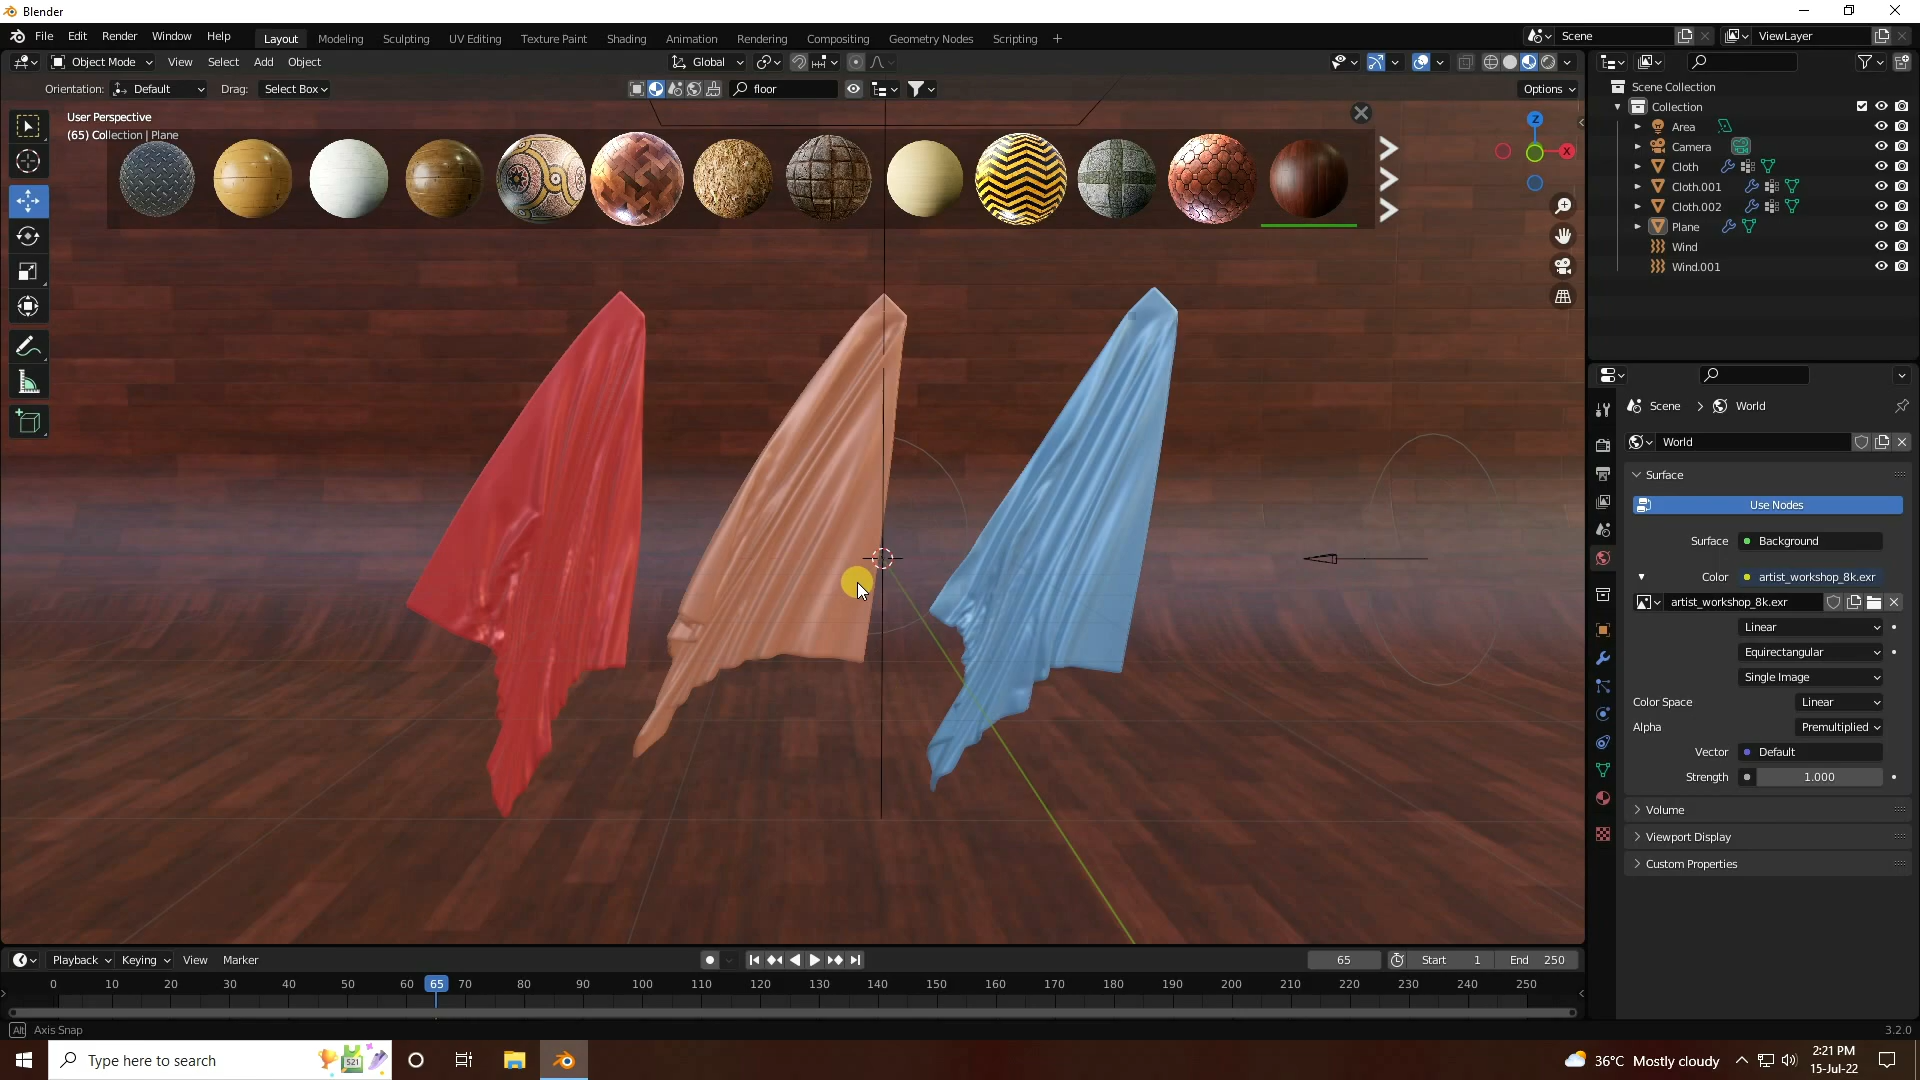 Blender
File Edit Render Window Help Layout Modeling Sculpting UV Editing Texture Paint Shading Animation Rendering Compositing Geometry Nodes Scripting + Scene ViewLayer
Object Mode View Select Add Object Global
Orientation: Default Drag: Select Box floor Options
User Perspective
(65) Collection | Plane
Z
X
Scene Collection
Collection
Area
Camera
Cloth
Cloth.001
Cloth.002
Plane
Wind
Wind.001
Scene > World
World
Surface
Use Nodes
Surface Background
Color artist_workshop_8k.exr
artist_workshop_8k.exr
Linear
Equirectangular
Single Image
Color Space Linear
Alpha Premultiplied
Vector Default
Strength 1.000
Volume
Viewport Display
Custom Properties
Playback Keying View Marker 65 Start 1 End 250
0 10 20 30 40 50 60 65 70 80 90 100 110 120 130 140 150 160 170 180 190 200 210 220 230 240 250
Alt Axis Snap 3.2.0
Type here to search 36°C Mostly cloudy 2:21 PM
15-Jul-22